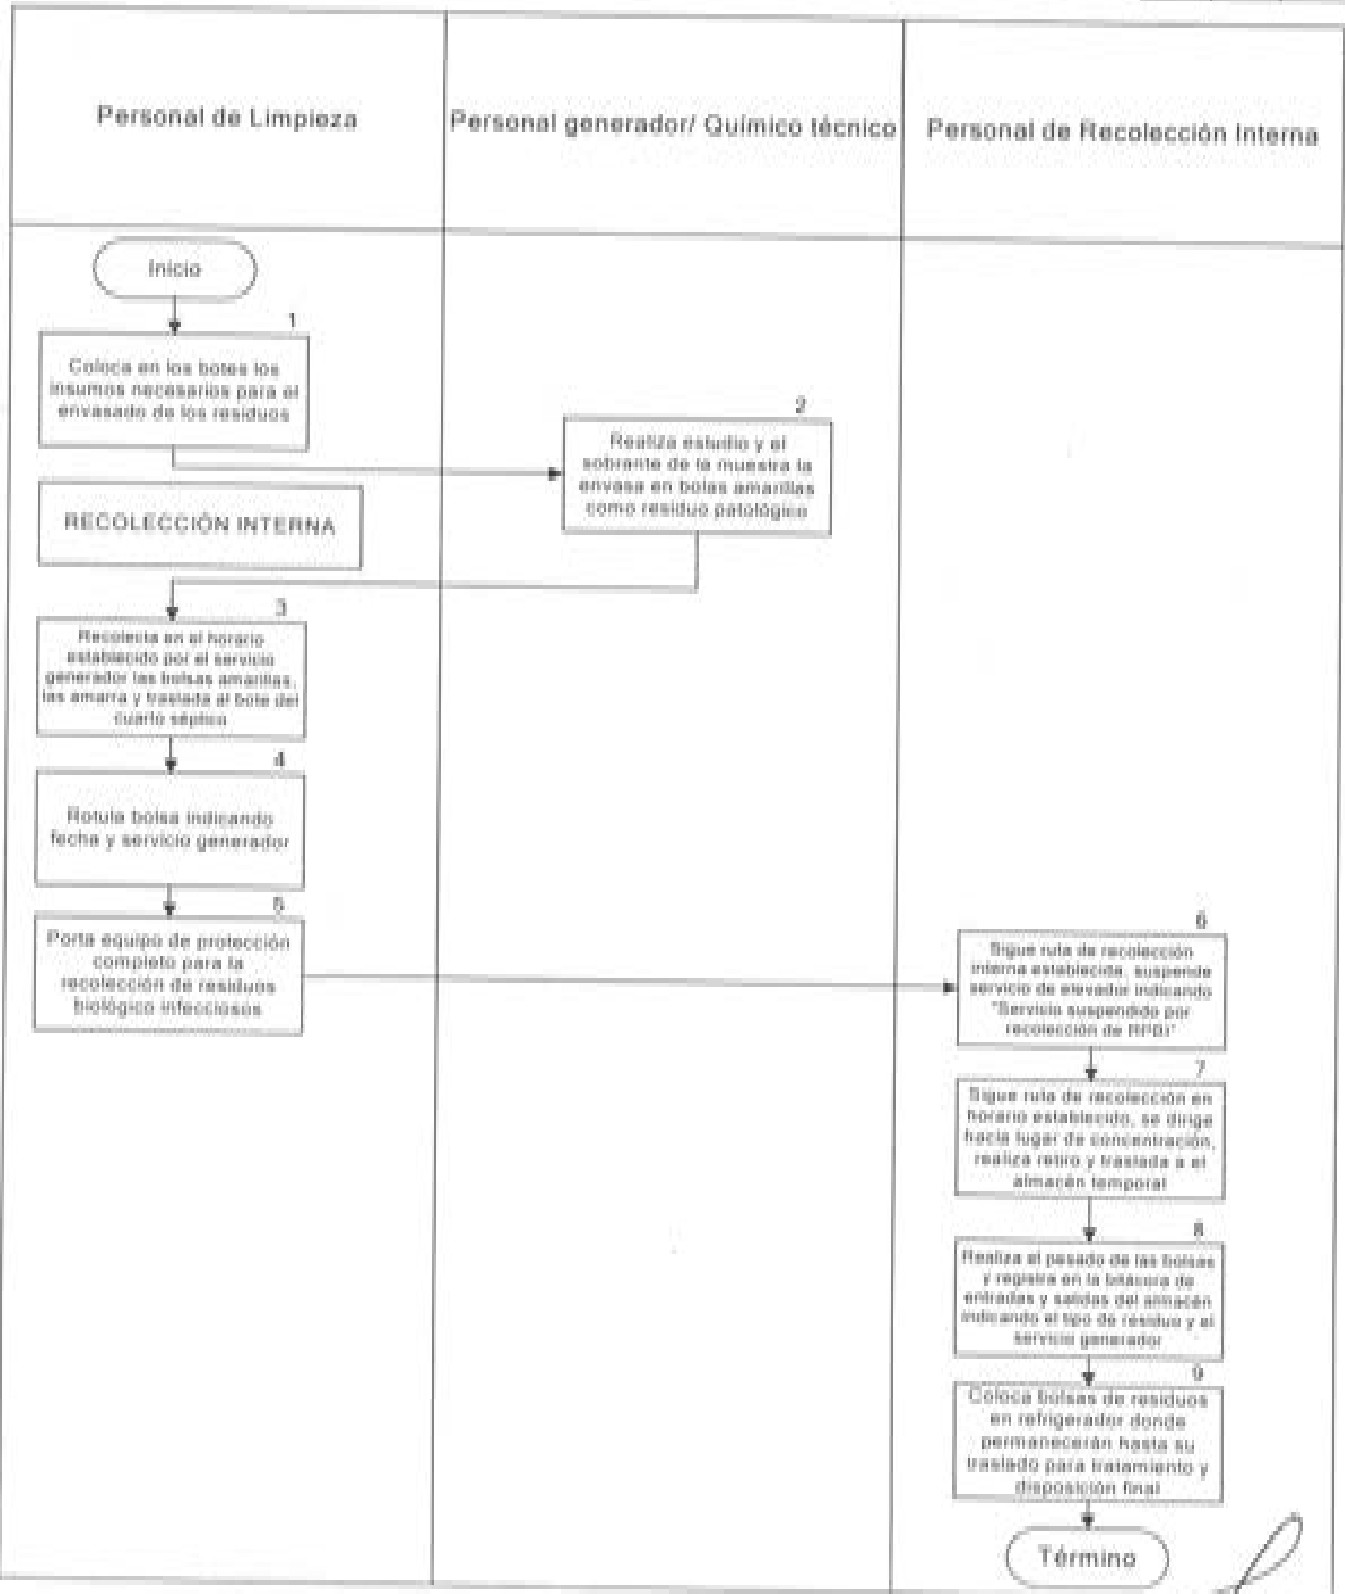 Personal de Limpieza
Personal generador/ Químico técnico
Personal de Recolección Interna
Inicio
1
Coloca en los botes los
insumos necesarios para el
envasado de los residuos
2
Realiza estudio y el
sobrante de la muestra la
envasa en bolas amarillas
como residuo patológico
RECOLECCIÓN INTERNA
3
Recolecta en el horario
establecido por el servicio
generador las bolsas amarillas,
las amarra y traslada al bote del
cuarto séptico
4
Rotula bolsa indicando
fecha y servicio generador
5
Porta equipo de protección
completo para la
recolección de residuos
biológico infecciosos
6
Sigue ruta de recolección
interna establecida, suspende
servicio de elevador indicando
"Servicio suspendido por
recolección de RPBI"
7
Sigue ruta de recolección en
horario establecido, se dirige
hacia lugar de concentración,
realiza retiro y traslada a el
almacén temporal
8
Realiza el pesado de las bolsas
y registra en la bitácora de
entradas y salidas del almacén
indicando el tipo de residuo y el
servicio generador
9
Coloca bolsas de residuos
en refrigerador donde
permanecerán hasta su
traslado para tratamiento y
disposición final
Término